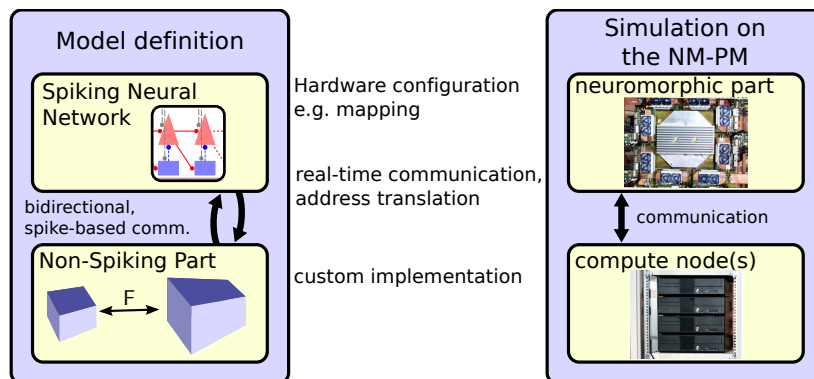 Model definition
Spiking Neural
Network
bidirectional,
spike-based comm.
Non-Spiking Part
F
Hardware configuration
e.g. mapping
real-time communication,
address translation
custom implementation
Simulation on
the NM-PM
neuromorphic part
communication
compute node(s)